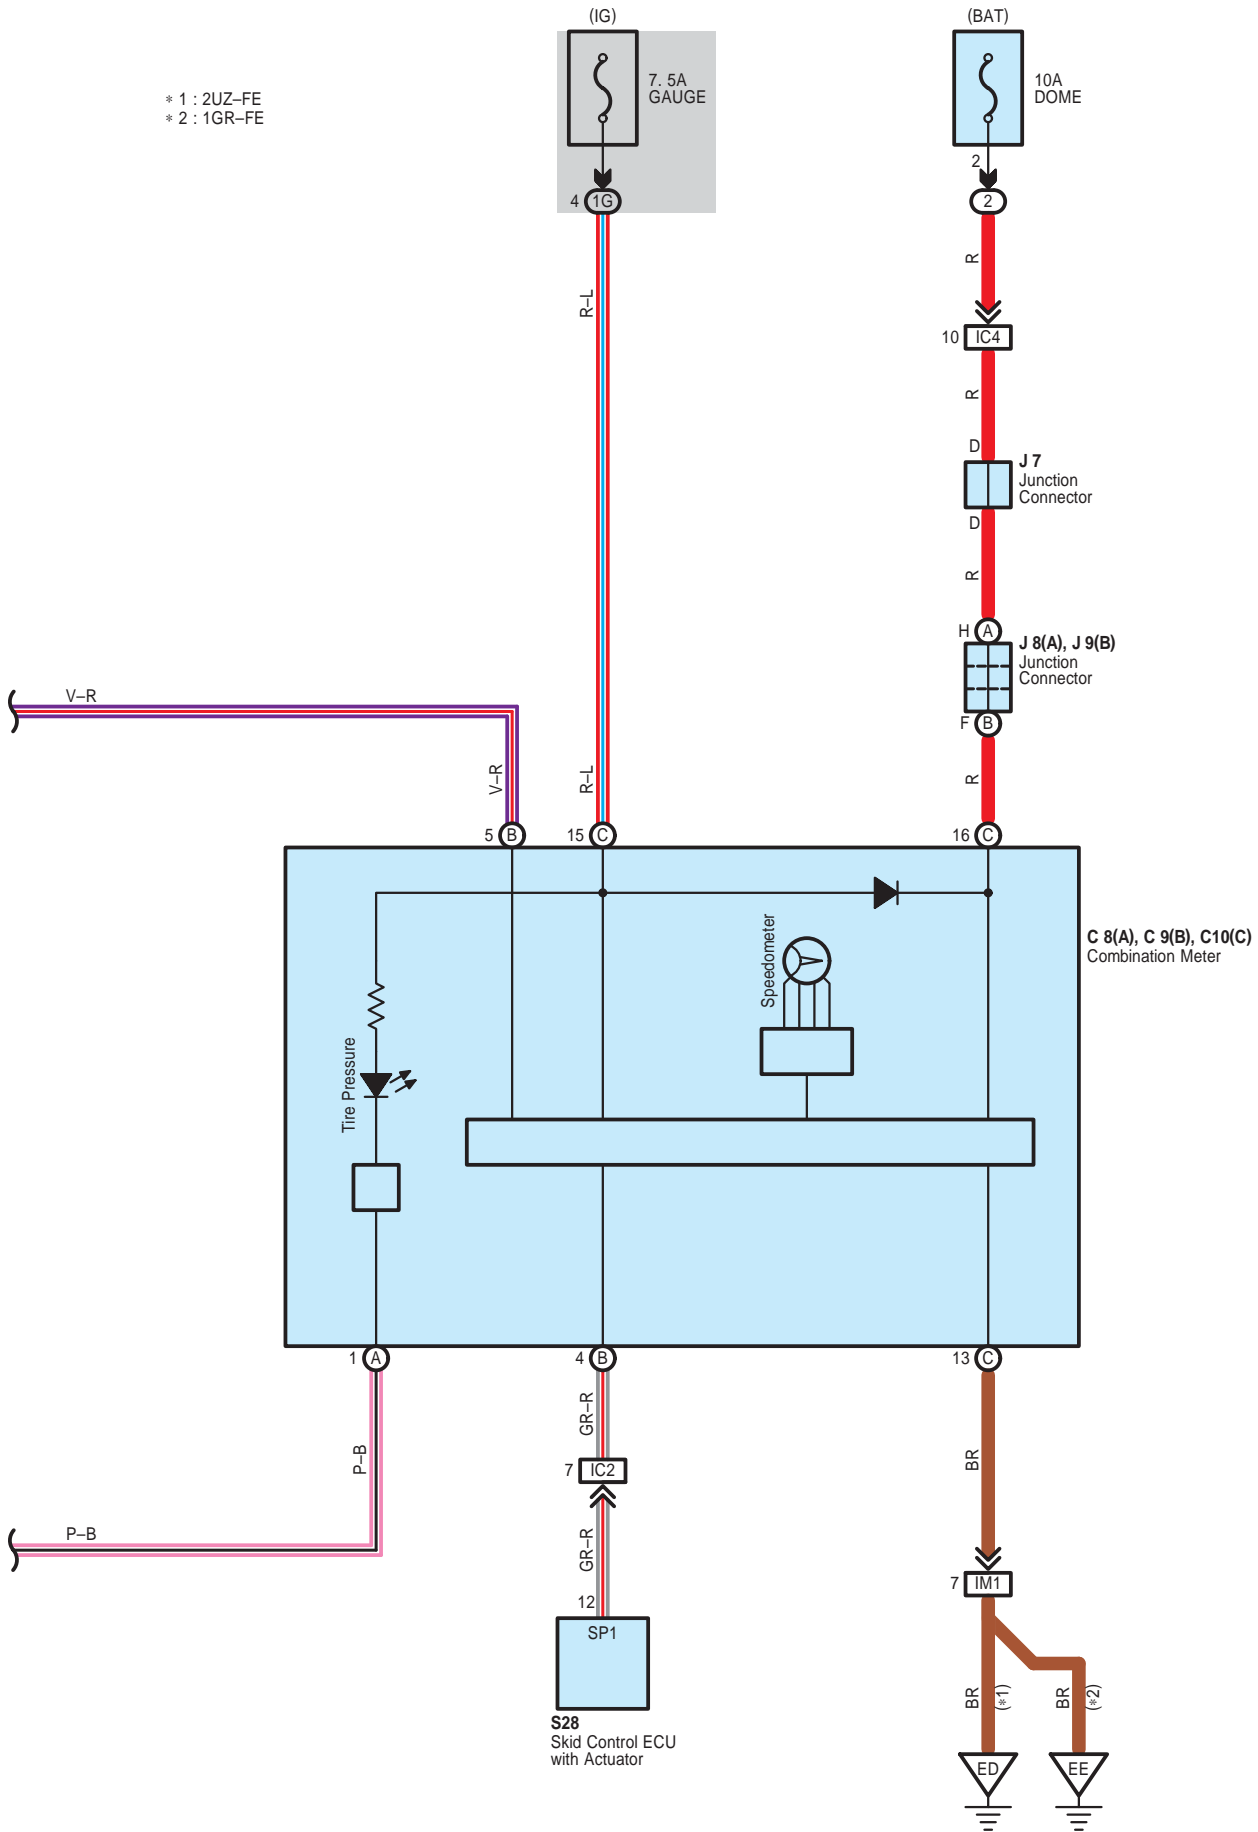 (IG)
(BAT)
7. 5A
GAUGE
10A
DOME
∗ 1 : 2UZ–FE
∗ 2 : 1GR–FE
2
4 1G
2
R
R–L
10 IC4
R
D
J 7
Junction
Connector
D
R
H A
J 8(A), J 9(B)
Junction
Connector
F B
V–R
V–R
R–L
R
5 B
15 C
16 C
Speedometer
C 8(A), C 9(B), C10(C)
Combination Meter
Tire Pressure
1 A
4 B
13 C
GR–R
P–B
BR
7 IC2
P–B
GR–R
7 IM1
12
SP1
S28
Skid Control ECU
with Actuator
BR
(∗1)
BR
(∗2)
ED
EE